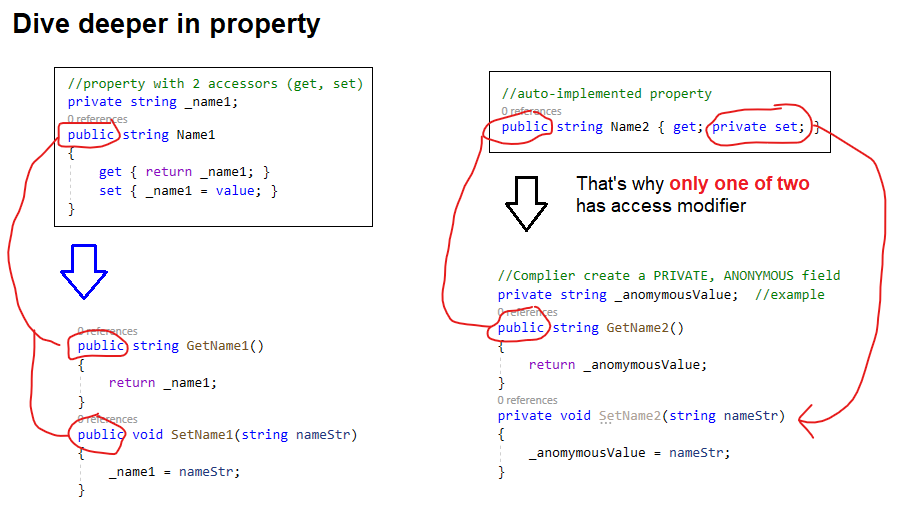 Dive deeper in property
//property with 2 accessors (get, set)
private string _name1;
0 references
public string Name1
{
get { return _name1; }
set { _name1 = value; }
}
0 references
public string GetName1()
{
return _name1;
}
0 references
public void SetName1(string nameStr)
{
_name1 = nameStr;
}
//auto-implemented property
0 references
public string Name2 { get; private set; }
That's why only one of two
has access modifier
//Complier create a PRIVATE, ANONYMOUS field
private string _anomymousValue; //example
0 references
public string GetName2()
{
return _anomymousValue;
}
0 references
private void SetName2(string nameStr)
{
_anomymousValue = nameStr;
}